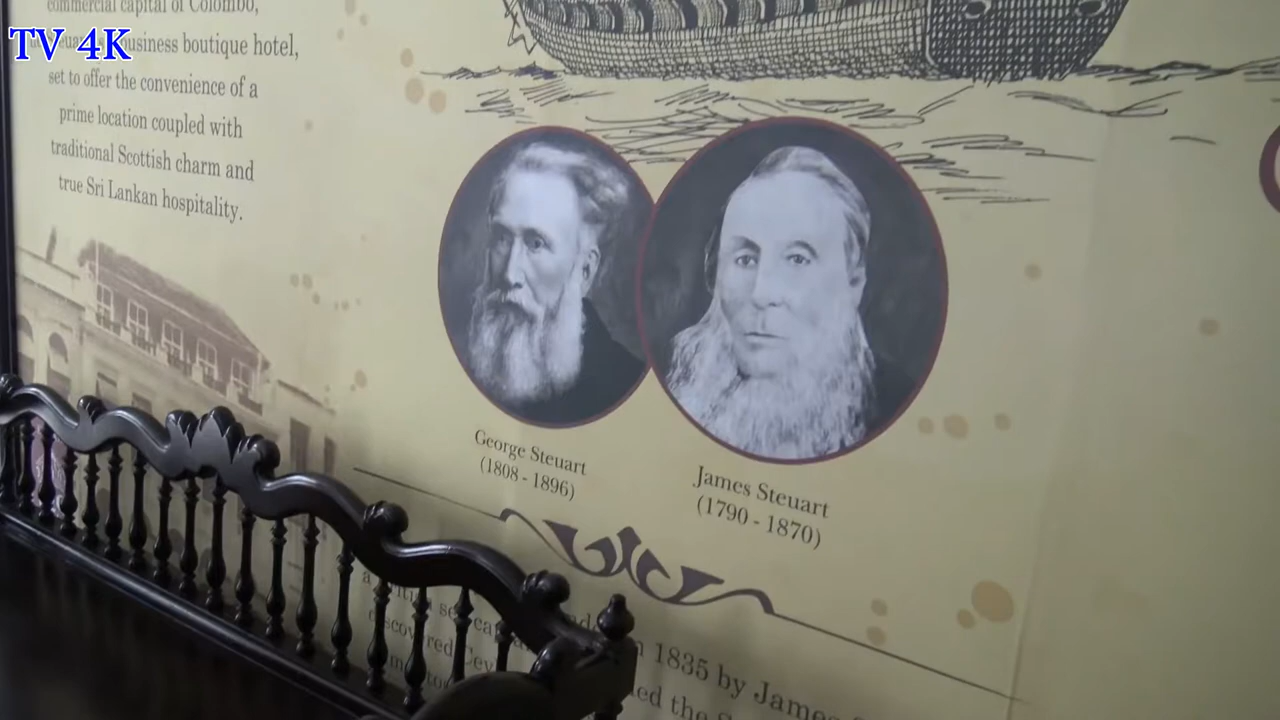 commercial capital of Colombo,
TV 4K
business boutique hotel,
set to offer the convenience of a
prime location coupled with
traditional Scottish charm and
true Sri Lankan hospitality.
George Steuart
(1808 - 1896)
James Steuart
(1790 - 1870)
1835 by James
the